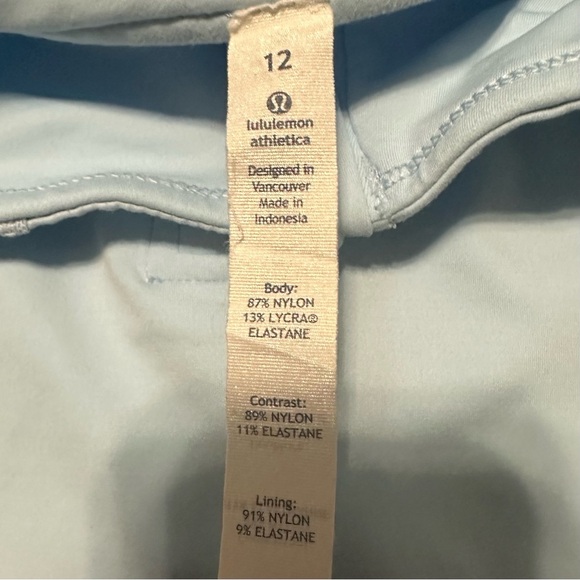 12
lululemon
athletica
Designed in
Vancouver
Made in
Indonesia
Body:
87% NYLON
13% LYCRA®
ELASTANE
Contrast:
89% NYLON
11% ELASTANE
Lining:
91% NYLON
9% ELASTANE